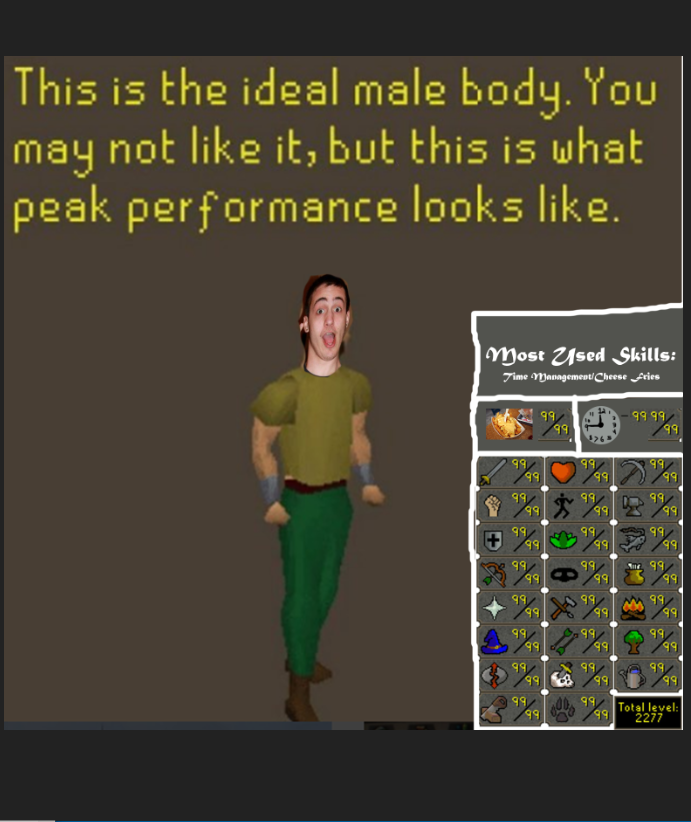 This is the ideal male body. You
may not like it, but this is what
peak performance looks like.
Most Used Skills:
Time Management/Cheese Fries
99/99 -99 99/99
99/99 99/99 99/99
99/99 99/99 99/99
99/99 99/99 99/99
99/99 99/99 99/99
99/99 99/99 99/99
99/99 99/99 99/99
99/99 99/99 99/99
99/99 99/99 Total level:
2277